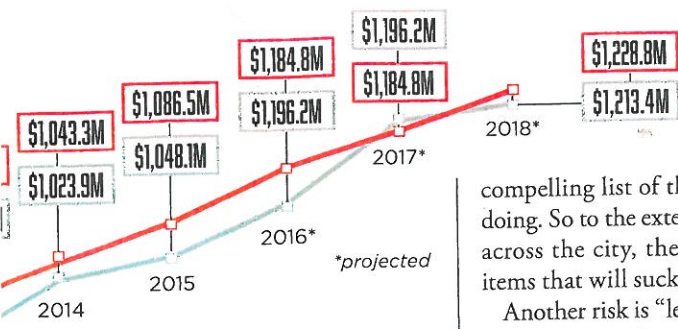 $1,043.3M
$1,023.9M
2014
$1,086.5M
$1,048.1M
2015
$1,184.8M
$1,196.2M
2016*
$1,196.2M
$1,184.8M
2017*
2018*
$1,228.8M
$1,213.4M
*projected
compelling list of th
doing. So to the exte
across the city, the
items that will suck
Another risk is “le